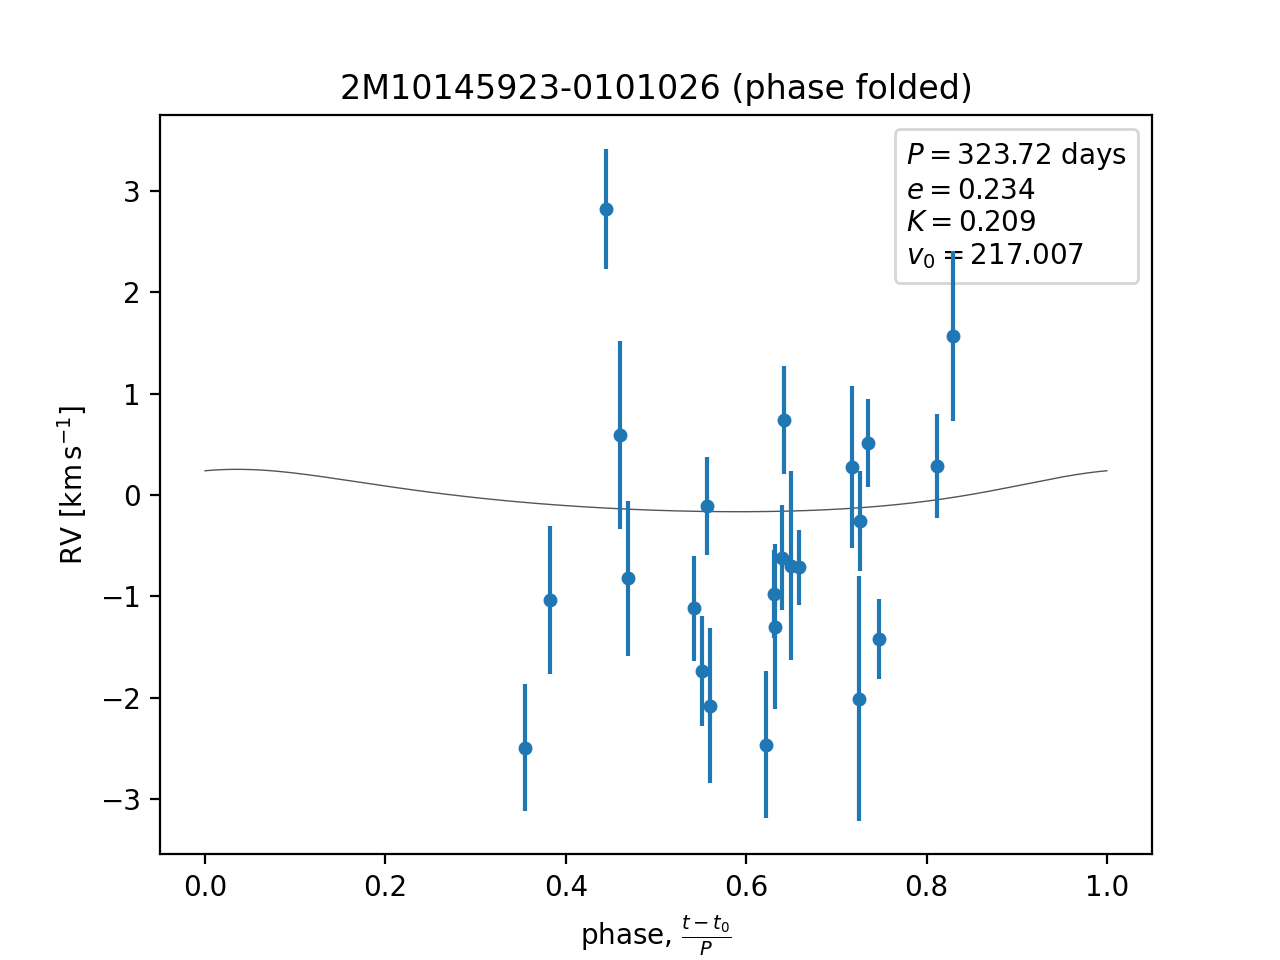 2M10145923-0101026 (phase folded)
P = 323.72 days
e = 0.234
K = 0.209
v₀ = 217.007
RV [km s⁻¹]
3
2
1
0
−1
−2
−3
0.0 0.2 0.4 0.6 0.8 1.0
phase, (t − t₀)/P